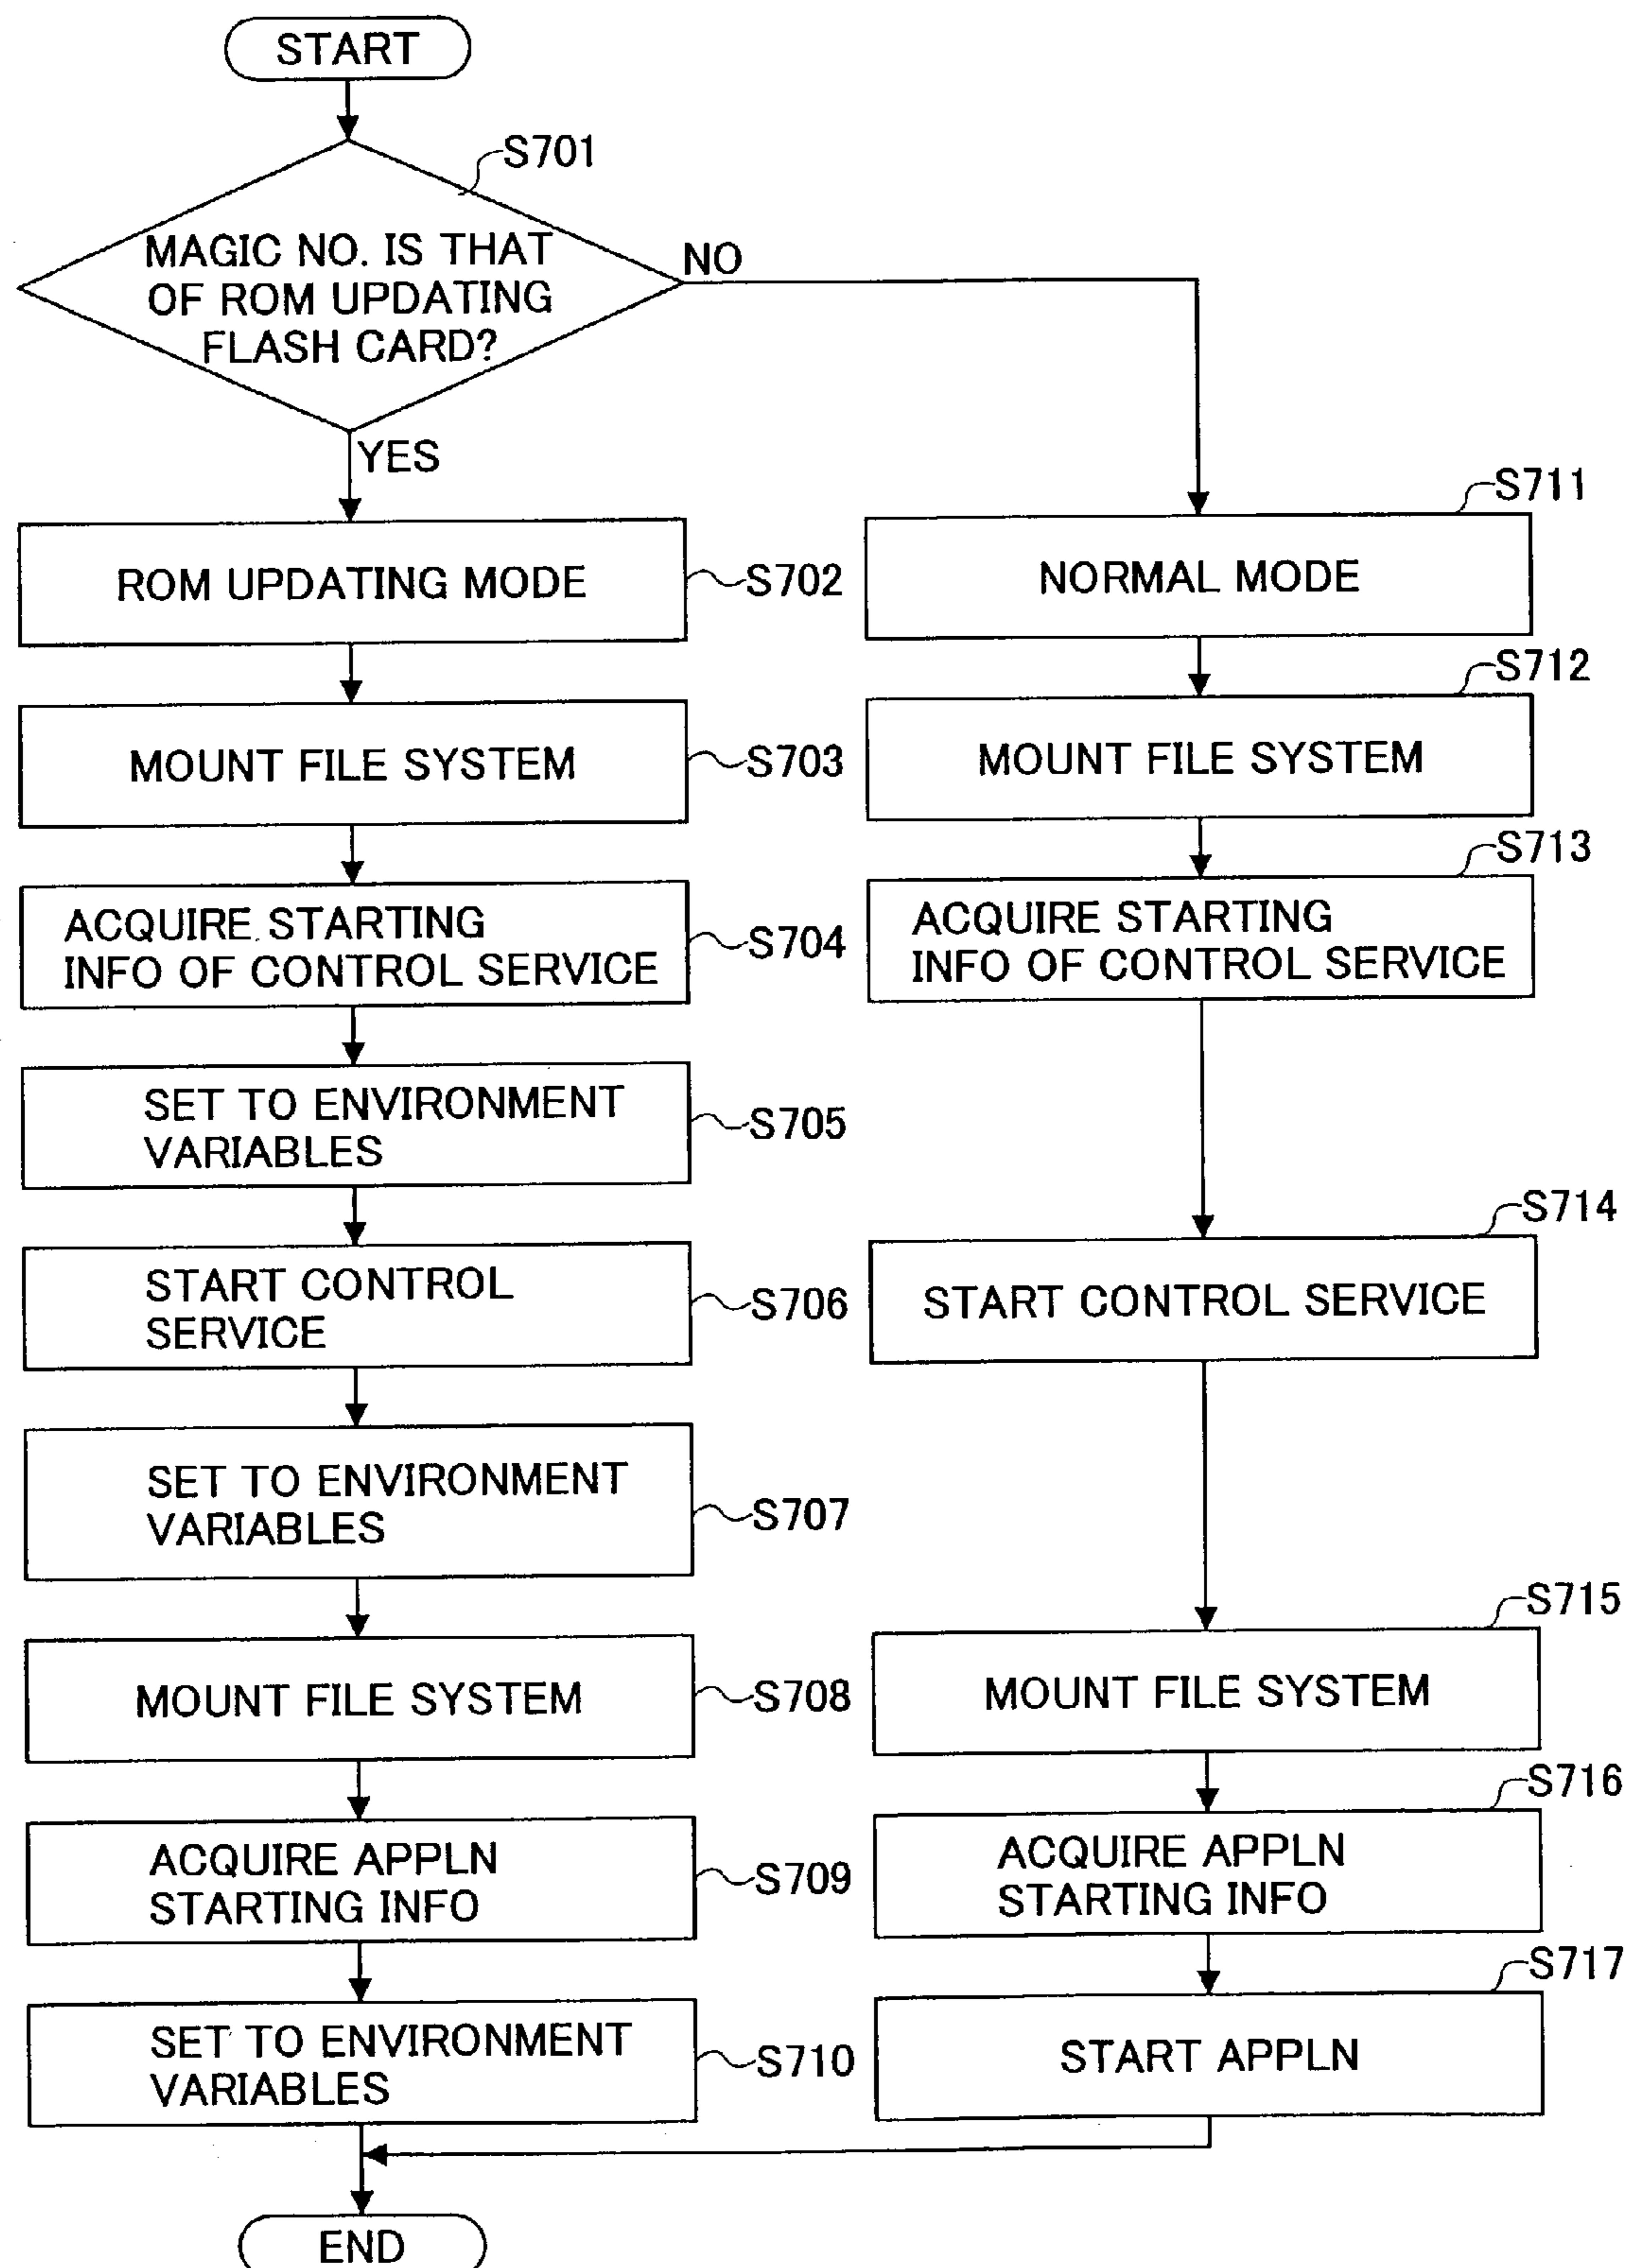 START
S701
MAGIC NO. IS THAT
OF ROM UPDATING
FLASH CARD?
NO
YES
ROM UPDATING MODE
S702
MOUNT FILE SYSTEM
S703
ACQUIRE STARTING
INFO OF CONTROL SERVICE
S704
SET TO ENVIRONMENT
VARIABLES
S705
START CONTROL
SERVICE
S706
SET TO ENVIRONMENT
VARIABLES
S707
MOUNT FILE SYSTEM
S708
ACQUIRE APPLN
STARTING INFO
S709
SET TO ENVIRONMENT
VARIABLES
S710
S711
NORMAL MODE
S712
MOUNT FILE SYSTEM
S713
ACQUIRE STARTING
INFO OF CONTROL SERVICE
S714
START CONTROL SERVICE
S715
MOUNT FILE SYSTEM
S716
ACQUIRE APPLN
STARTING INFO
S717
START APPLN
END